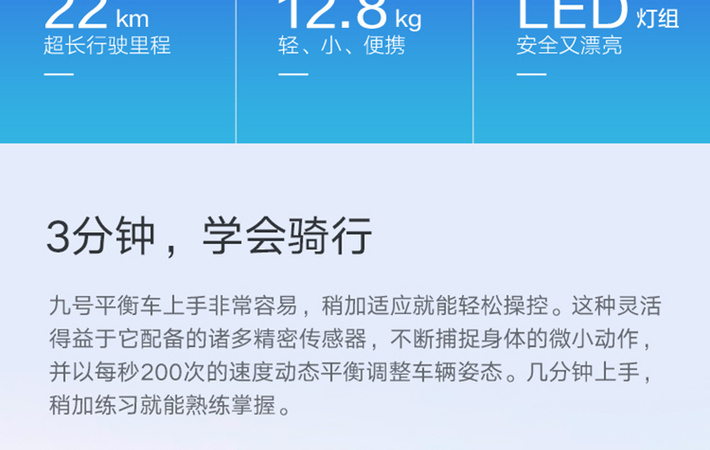 22 km 12.8 kg LED 灯组
超长行驶里程 轻、小、便携 安全又漂亮
3分钟，学会骑行
九号平衡车上手非常容易，稍加适应就能轻松操控。这种灵活
得益于它配备的诸多精密传感器，不断捕捉身体的微小动作，
并以每秒200次的速度动态平衡调整车辆姿态。几分钟上手，
稍加练习就能熟练掌握。